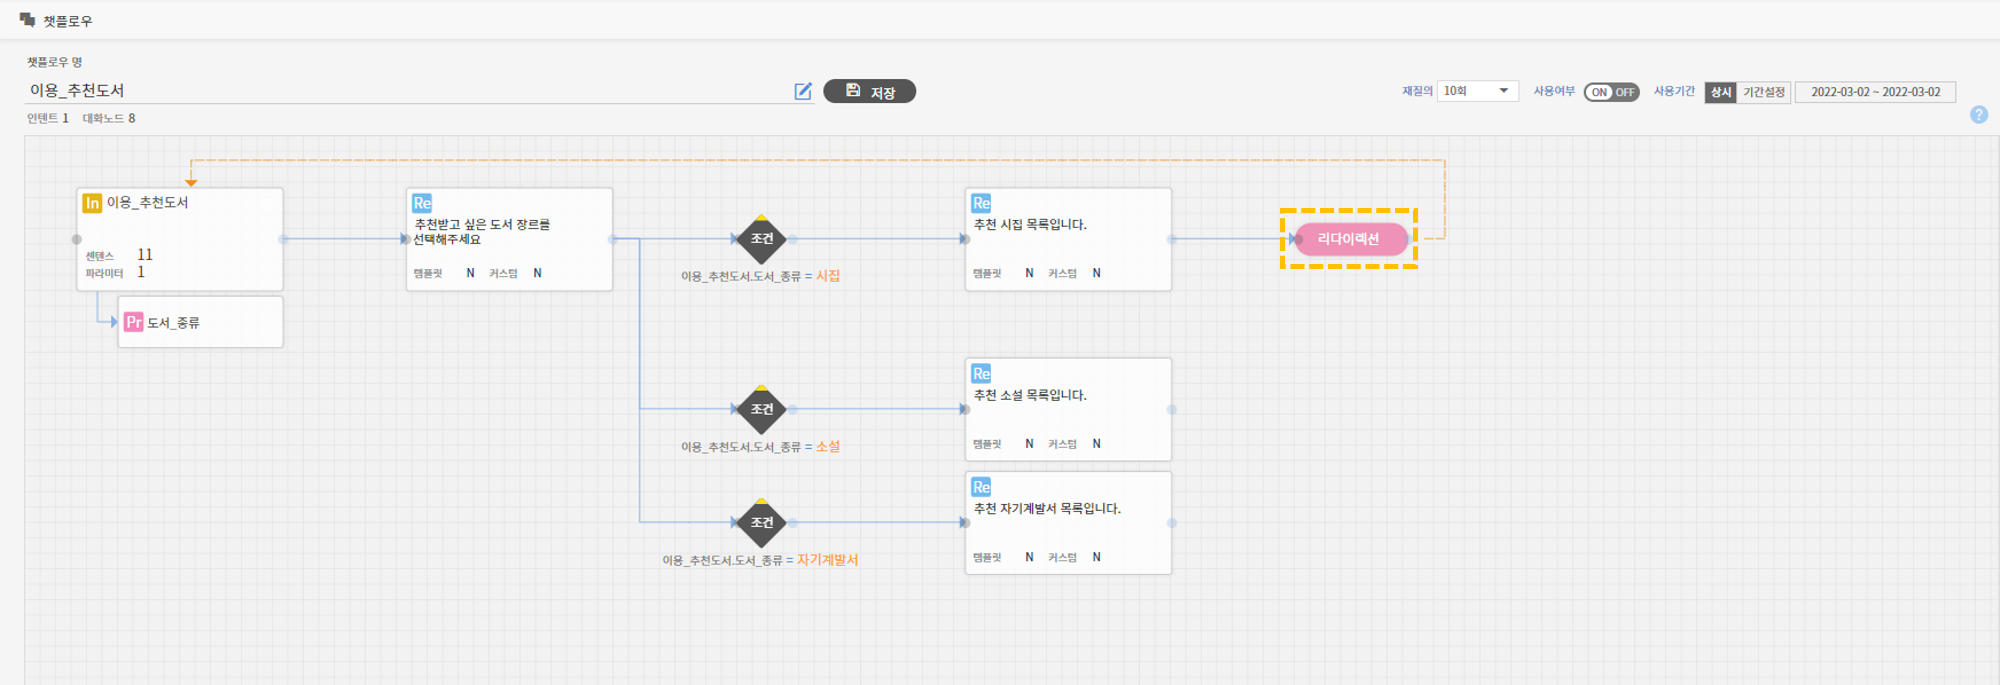 챗플로우
챗플로우 명
이용_추천도서
저장
재질의 10회 사용여부 ON OFF 사용기간 상시 기간설정 2022-03-02 ~ 2022-03-02
인텐트 1 대화노드 8
?
In 이용_추천도서
센텐스 11
파라미터 1
Pr 도서_종류
Re
추천받고 싶은 도서 장르를
선택해주세요
템플릿 N 커스텀 N
조건
이용_추천도서.도서_종류 = 시집
Re
추천 시집 목록입니다.
템플릿 N 커스텀 N
리다이렉션
조건
이용_추천도서.도서_종류 = 소설
Re
추천 소설 목록입니다.
템플릿 N 커스텀 N
조건
이용_추천도서.도서_종류 = 자기계발서
Re
추천 자기계발서 목록입니다.
템플릿 N 커스텀 N